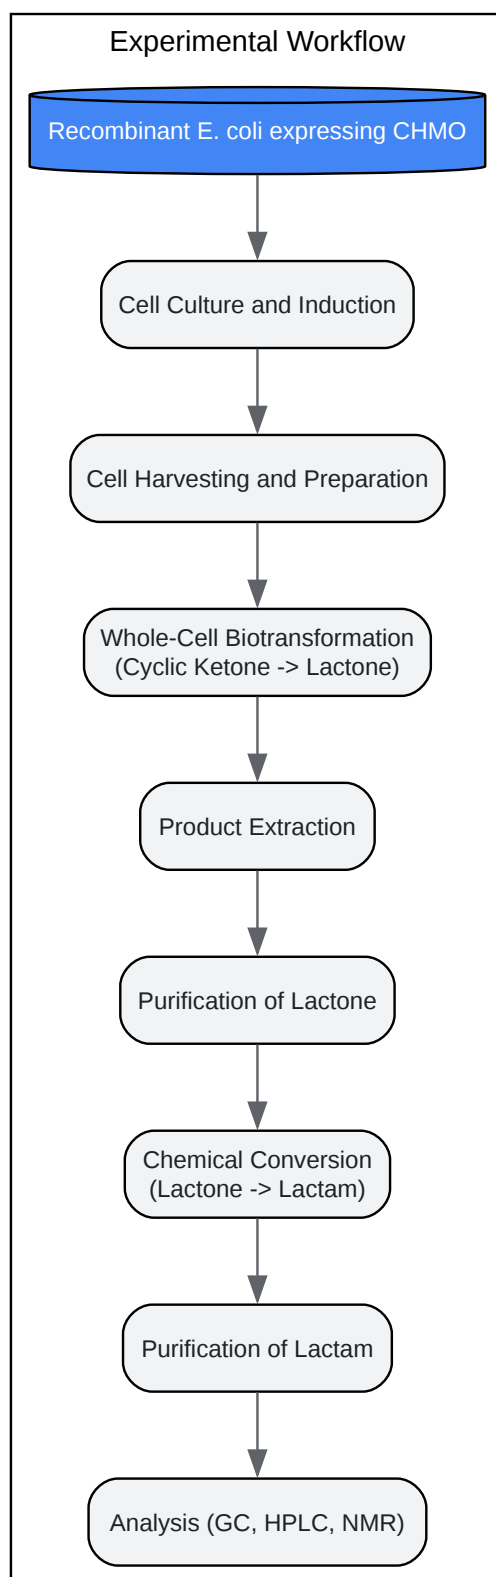 Experimental Workflow
Recombinant E. coli expressing CHMO
Cell Culture and Induction
Cell Harvesting and Preparation
Whole-Cell Biotransformation
(Cyclic Ketone -> Lactone)
Product Extraction
Purification of Lactone
Chemical Conversion
(Lactone -> Lactam)
Purification of Lactam
Analysis (GC, HPLC, NMR)